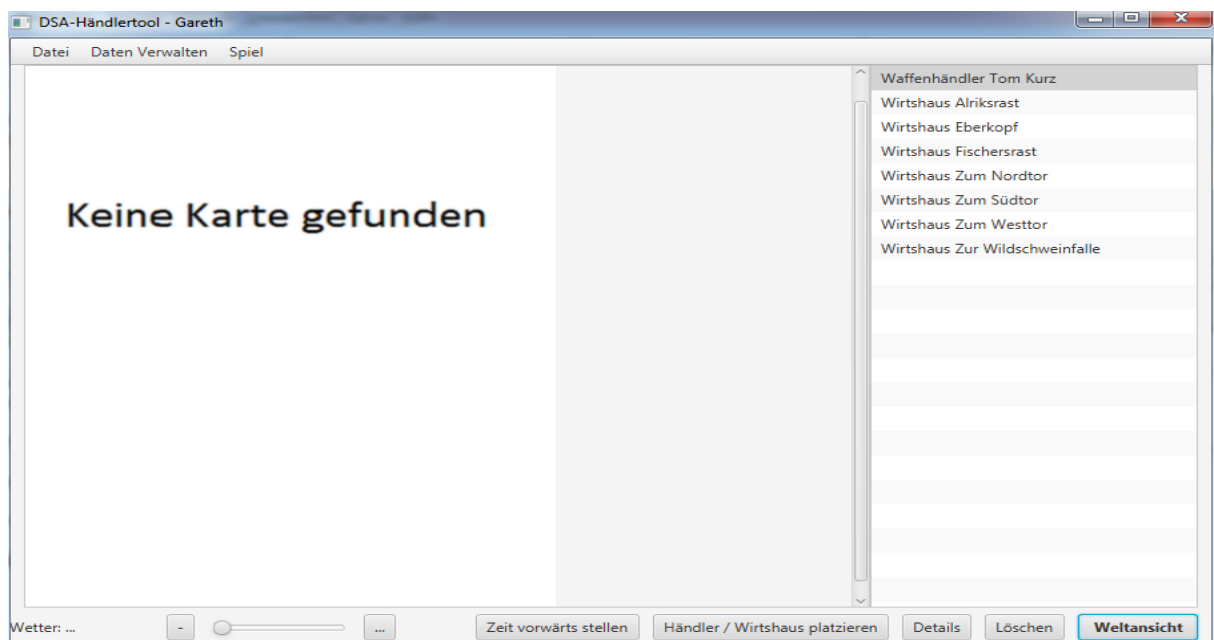 DSA-Händlertool - Gareth
Datei Daten Verwalten Spiel
Keine Karte gefunden
Waffenhändler Tom Kurz
Wirtshaus Alriksrast
Wirtshaus Eberkopf
Wirtshaus Fischersrast
Wirtshaus Zum Nordtor
Wirtshaus Zum Südtor
Wirtshaus Zum Westtor
Wirtshaus Zur Wildschweinfalle
Wetter: ... - ... Zeit vorwärts stellen Händler / Wirtshaus platzieren Details Löschen Weltansicht